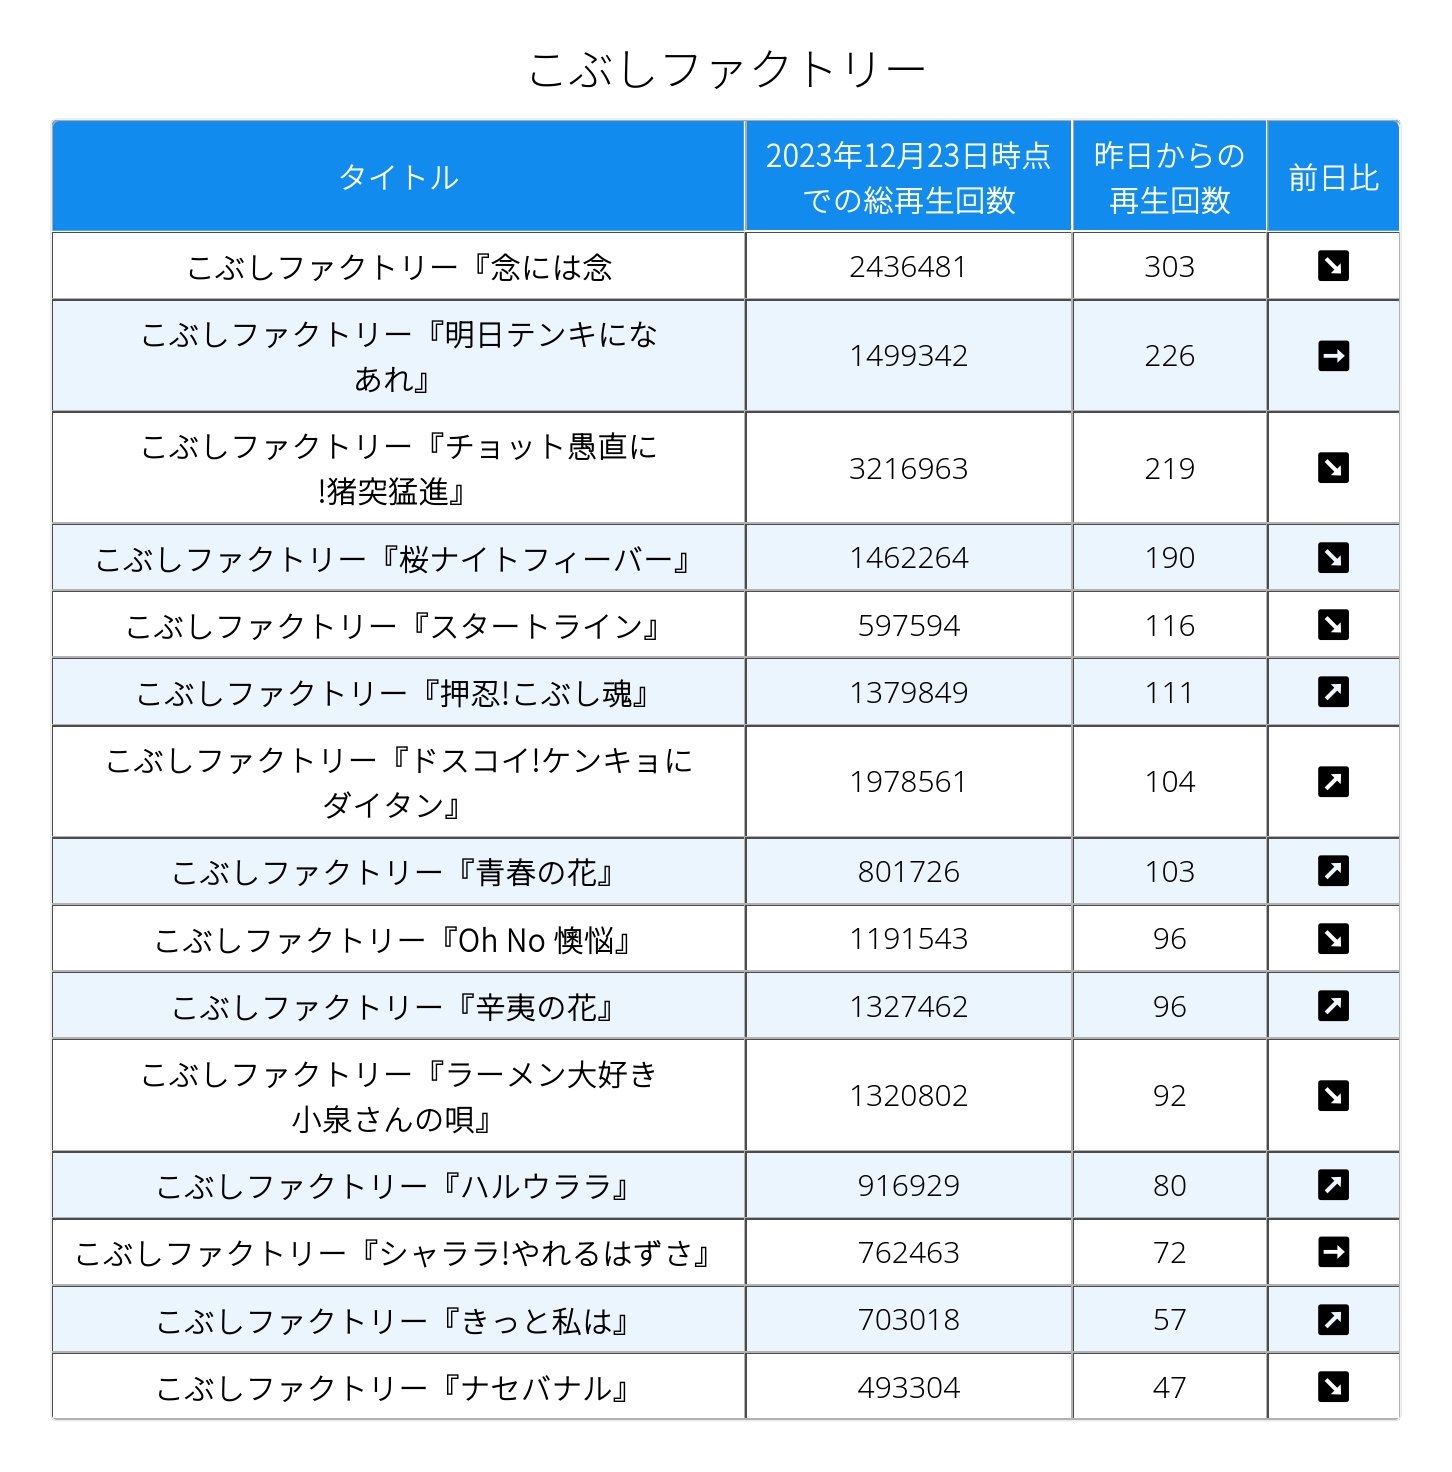 こぶしファクトリー
タイトル
2023年12月23日時点
での総再生回数
昨日からの
再生回数
前日比
こぶしファクトリー『念には念 2436481 303 ↘
こぶしファクトリー『明日テンキにな
あれ』 1499342 226 →
こぶしファクトリー『チョット愚直に
!猪突猛進』 3216963 219 ↘
こぶしファクトリー『桜ナイトフィーバー』 1462264 190 ↘
こぶしファクトリー『スタートライン』 597594 116 ↘
こぶしファクトリー『押忍!こぶし魂』 1379849 111 ↗
こぶしファクトリー『ドスコイ!ケンキョに
ダイタン』 1978561 104 ↗
こぶしファクトリー『青春の花』 801726 103 ↗
こぶしファクトリー『Oh No 懊悩』 1191543 96 ↘
こぶしファクトリー『辛夷の花』 1327462 96 ↗
こぶしファクトリー『ラーメン大好き
小泉さんの唄』 1320802 92 ↘
こぶしファクトリー『ハルウララ』 916929 80 ↗
こぶしファクトリー『シャララ!やれるはずさ』 762463 72 →
こぶしファクトリー『きっと私は』 703018 57 ↗
こぶしファクトリー『ナセバナル』 493304 47 ↘